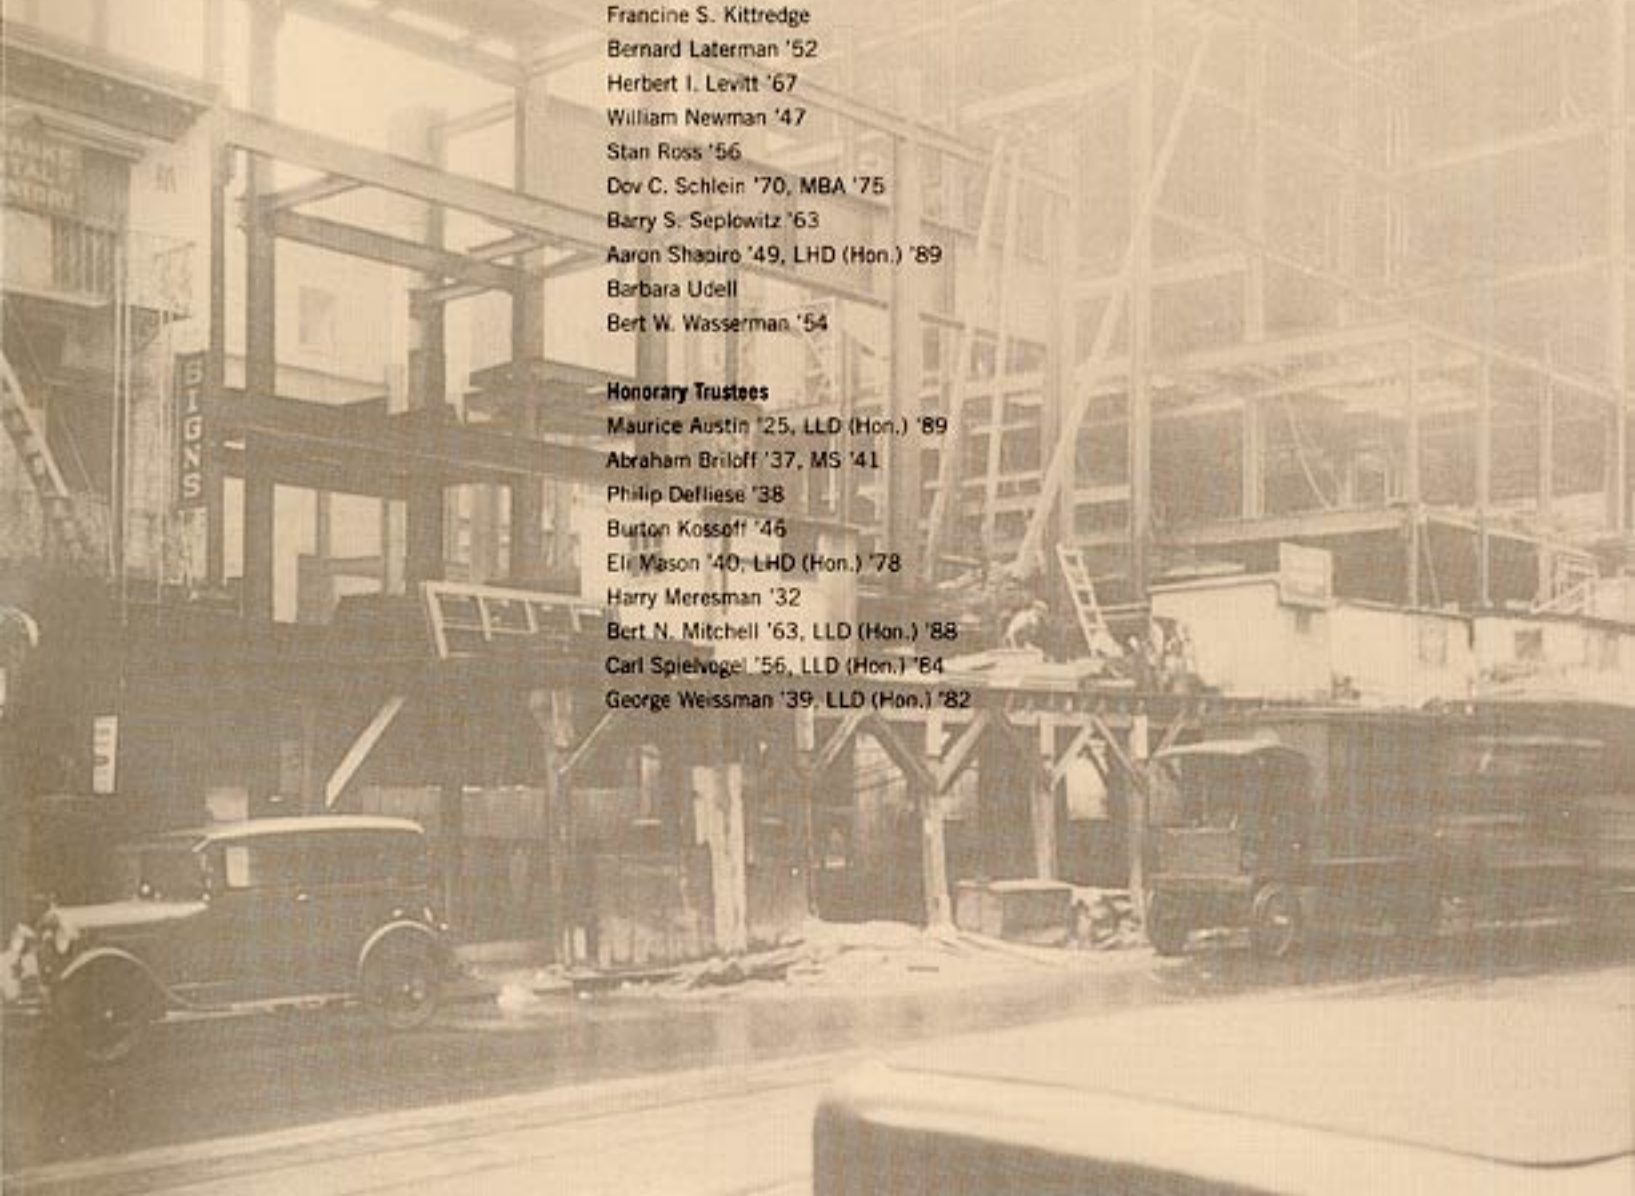 Francine S. Kittredge
Bernard Laterman '52
Herbert I. Levitt '67
William Newman '47
Stan Ross '56
Dov C. Schlein '70, MBA '75
Barry S. Seplowitz '63
Aaron Shapiro '49, LHD (Hon.) '89
Barbara Udell
Bert W. Wasserman '54
Honorary Trustees
Maurice Austin '25, LLD (Hon.) '89
Abraham Briloff '37, MS '41
Philip Defliese '38
Burton Kossoff '46
Eli Mason '40, LHD (Hon.) '78
Harry Meresman '32
Bert N. Mitchell '63, LLD (Hon.) '88
Carl Spielvogel '56, LLD (Hon.) '84
George Weissman '39, LLD (Hon.) '82
SIGNS